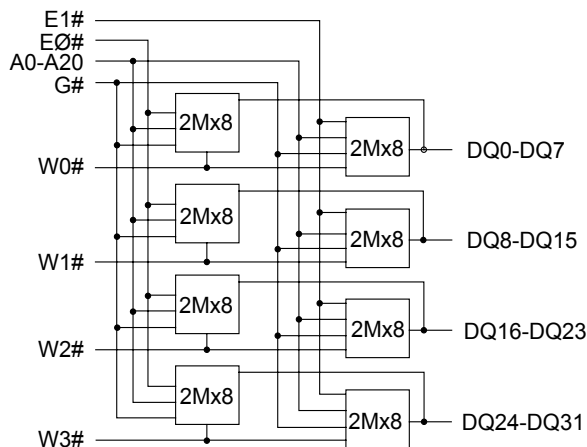 E1#
EØ#
A0-A20
G#
2Mx8
2Mx8
DQ0-DQ7
W0#
2Mx8
2Mx8
DQ8-DQ15
W1#
2Mx8
2Mx8
DQ16-DQ23
W2#
2Mx8
2Mx8
DQ24-DQ31
W3#